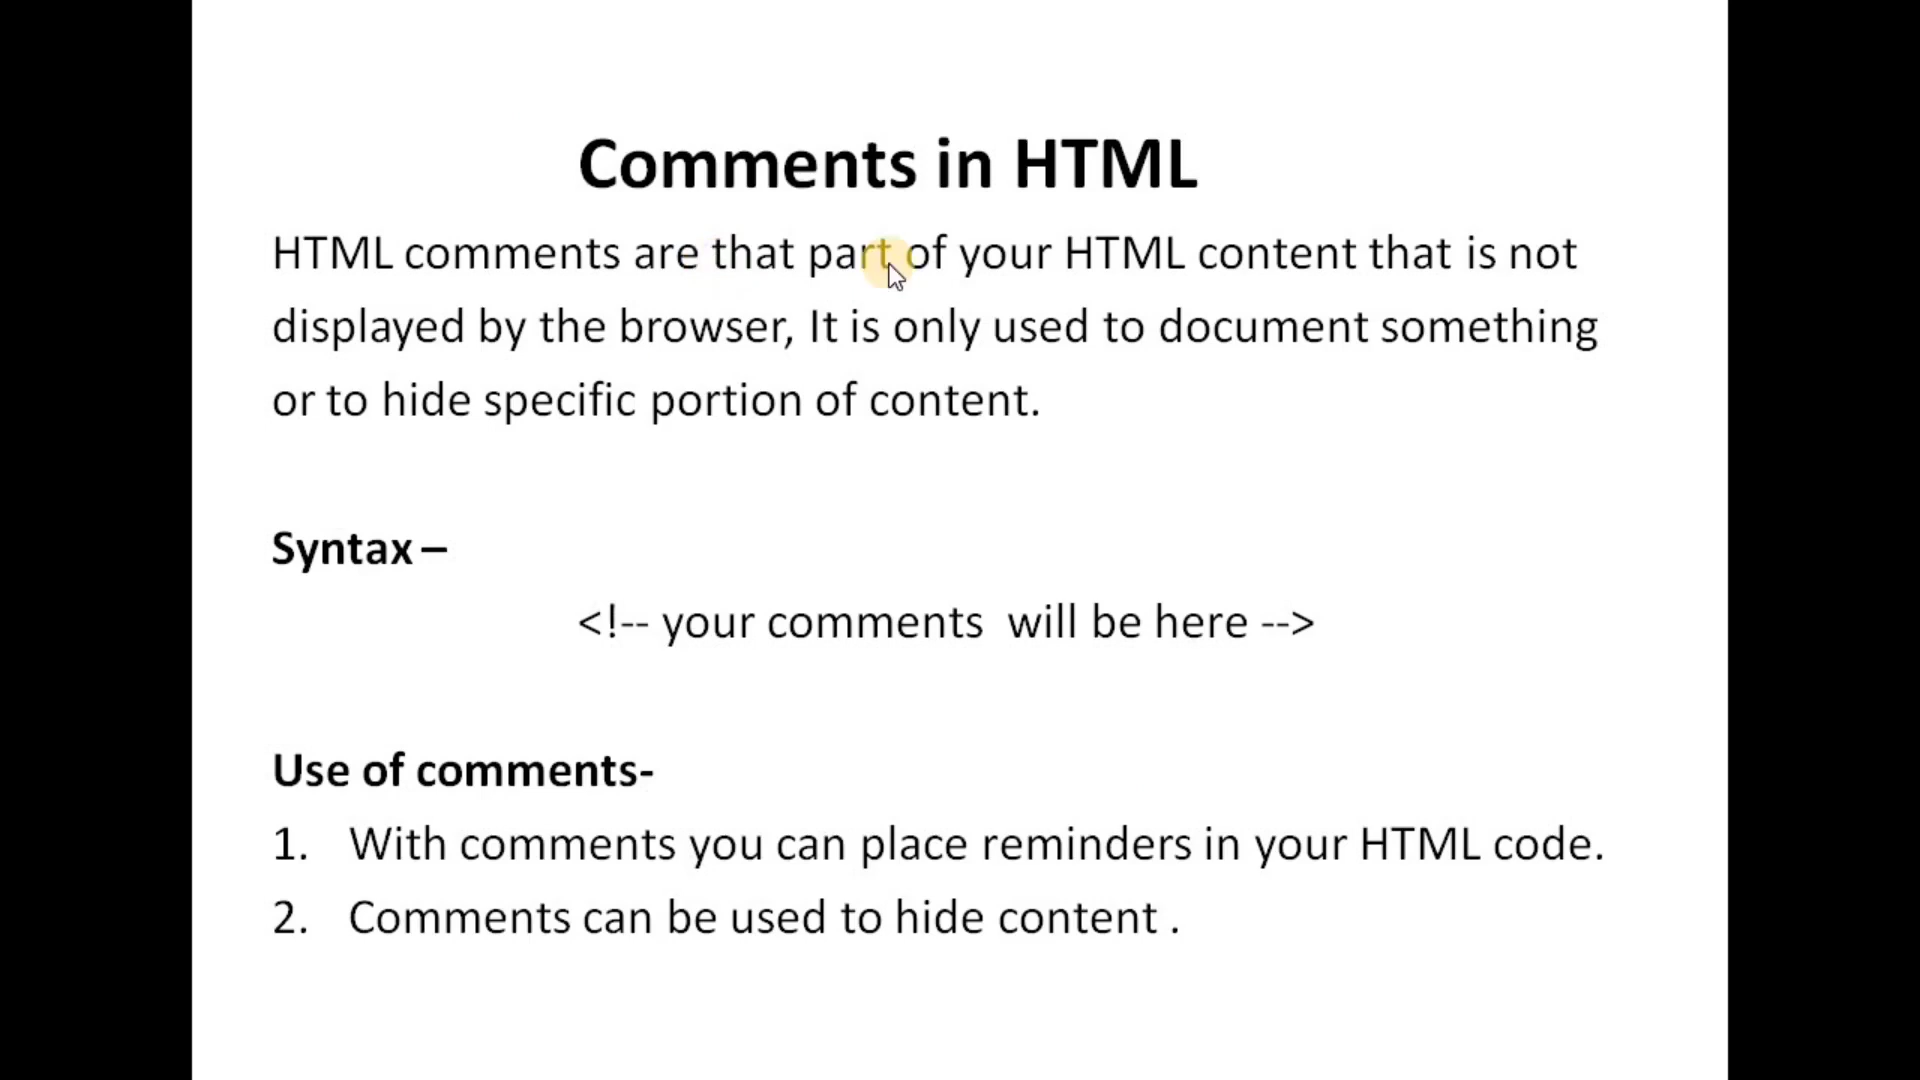 Comments in HTML
HTML comments are that part of your HTML content that is not
displayed by the browser, It is only used to document something
or to hide specific portion of content.
Syntax –
<!-- your comments  will be here -->
Use of comments-
1. With comments you can place reminders in your HTML code.
2. Comments can be used to hide content .